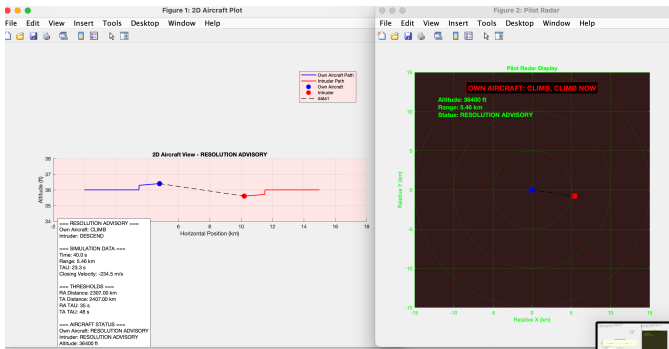 Figure 1: 2D Aircraft Plot
File Edit View Insert Tools Desktop Window Help
Own Aircraft Path
Intruder Path
Own Aircraft
Intruder
data1
2D Aircraft View - RESOLUTION ADVISORY
Altitude (ft)
38
37
36
35
34
-2
6
8
10
12
14
16
18
Horizontal Position (km)
=== RESOLUTION ADVISORY ===
Own Aircraft: CLIMB
Intruder: DESCEND
=== SIMULATION DATA ===
Time: 40.0 s
Range: 5.46 km
TAU: 23.3 s
Closing Velocity: -234.5 m/s
=== THRESHOLDS ===
RA Distance: 2307.00 km
TA Distance: 2407.00 km
RA TAU: 35 s
TA TAU: 48 s
=== AIRCRAFT STATUS ===
Own Aircraft: RESOLUTION ADVISORY
Intruder: RESOLUTION ADVISORY
Altitude: 36400 ft
Figure 2: Pilot Radar
File Edit View Insert Tools Desktop Window Help
Pilot Radar Display
OWN AIRCRAFT: CLIMB, CLIMB NOW
Altitude: 36400 ft
Range: 5.46 km
Status: RESOLUTION ADVISORY
Relative Y (km)
15
10
5
0
-5
-10
-15
-15
-10
-5
0
5
10
15
Relative X (km)